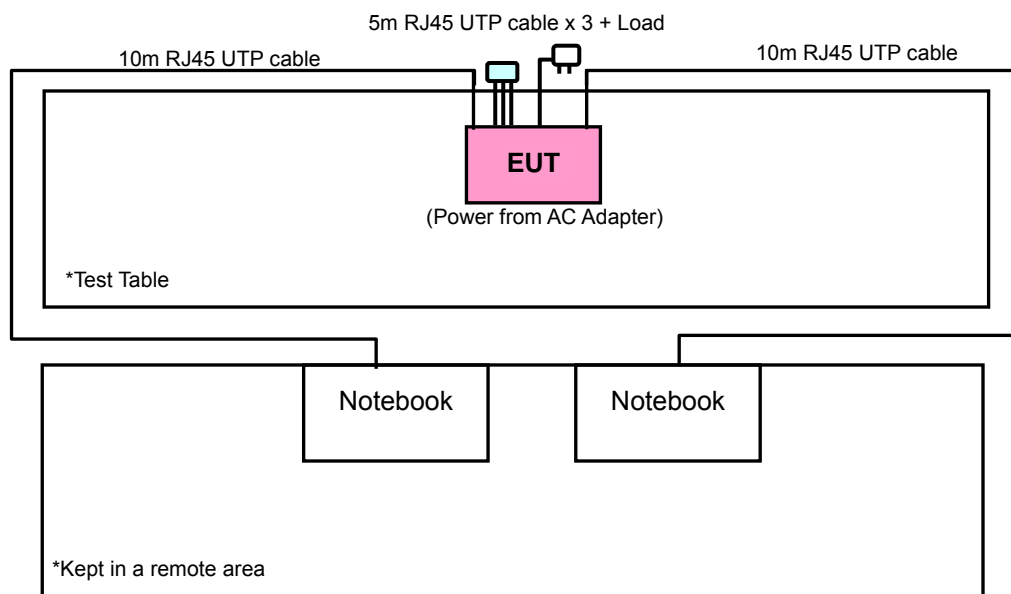 5m RJ45 UTP cable x 3 + Load
10m RJ45 UTP cable
10m RJ45 UTP cable
EUT
(Power from AC Adapter)
*Test Table
Notebook
Notebook
*Kept in a remote area